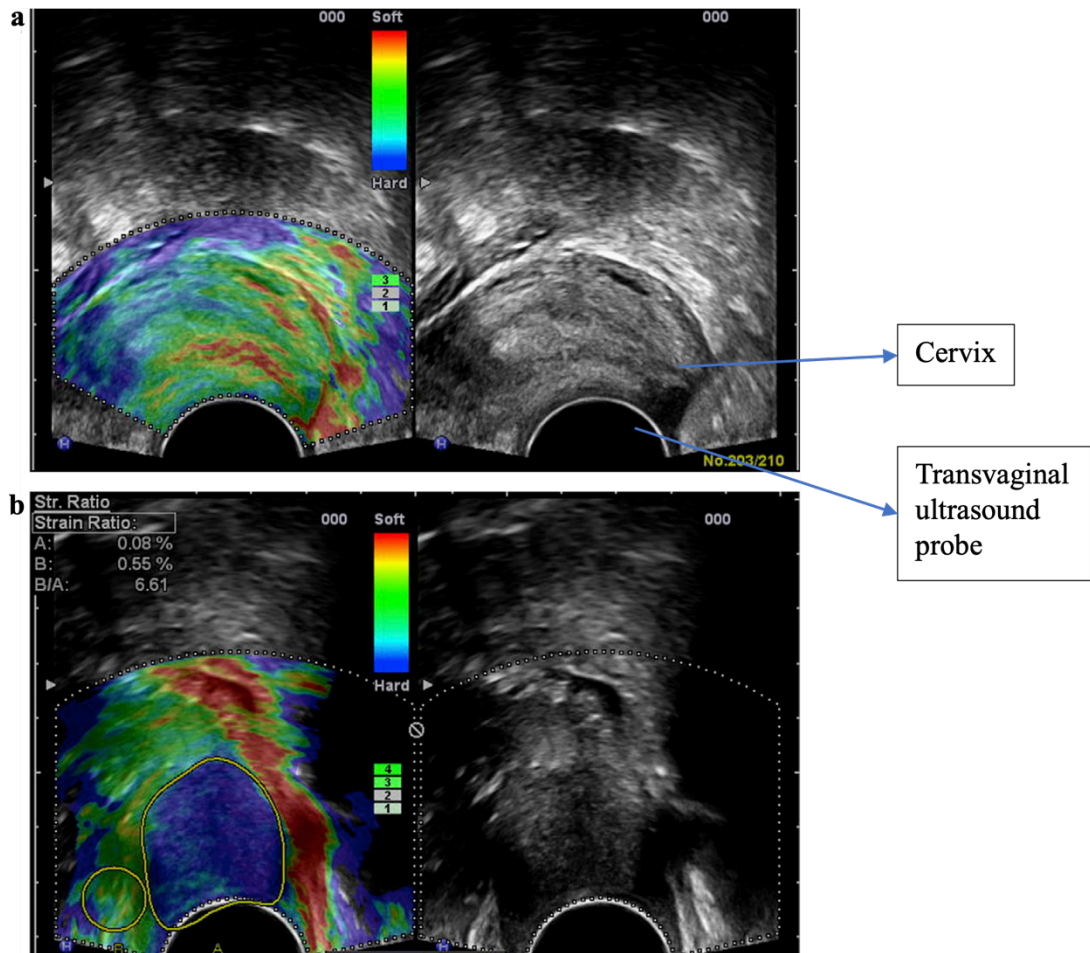 a
000
Soft
Hard
3
2
1
H
000
H
No.203/210
Cervix
Transvaginal
ultrasound
probe
b
Str. Ratio
Strain Ratio:
A: 0.08 %
B: 0.55 %
B/A: 6.61
000
Soft
Hard
4
3
2
1
H
B
A
000
H